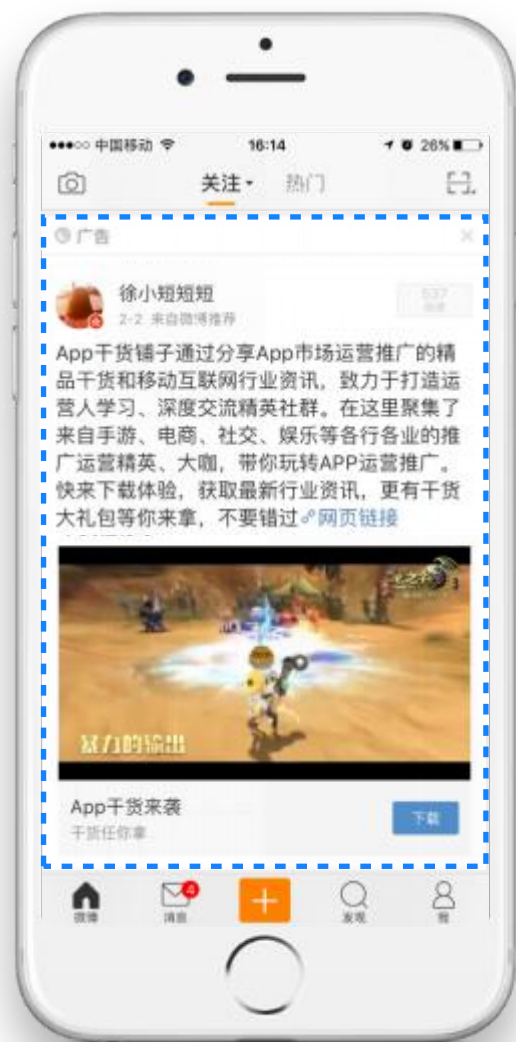 中国移动
16:14
26%
关注
热门
广告
徐小短短短
2-2 来自微博推荐
App干货铺子通过分享App市场运营推广的精
品干货和移动互联网行业资讯，致力于打造运
营人学习、深度交流精英社群。在这里聚集了
来自手游、电商、社交、娱乐等各行各业的推
广运营精英、大咖，带你玩转APP运营推广。
快来下载体验，获取最新行业资讯，更有干货
大礼包等你来拿，不要错过 网页链接
暴力的输出
App干货来袭
下载
干货任你拿
4
微博
消息
发现
我